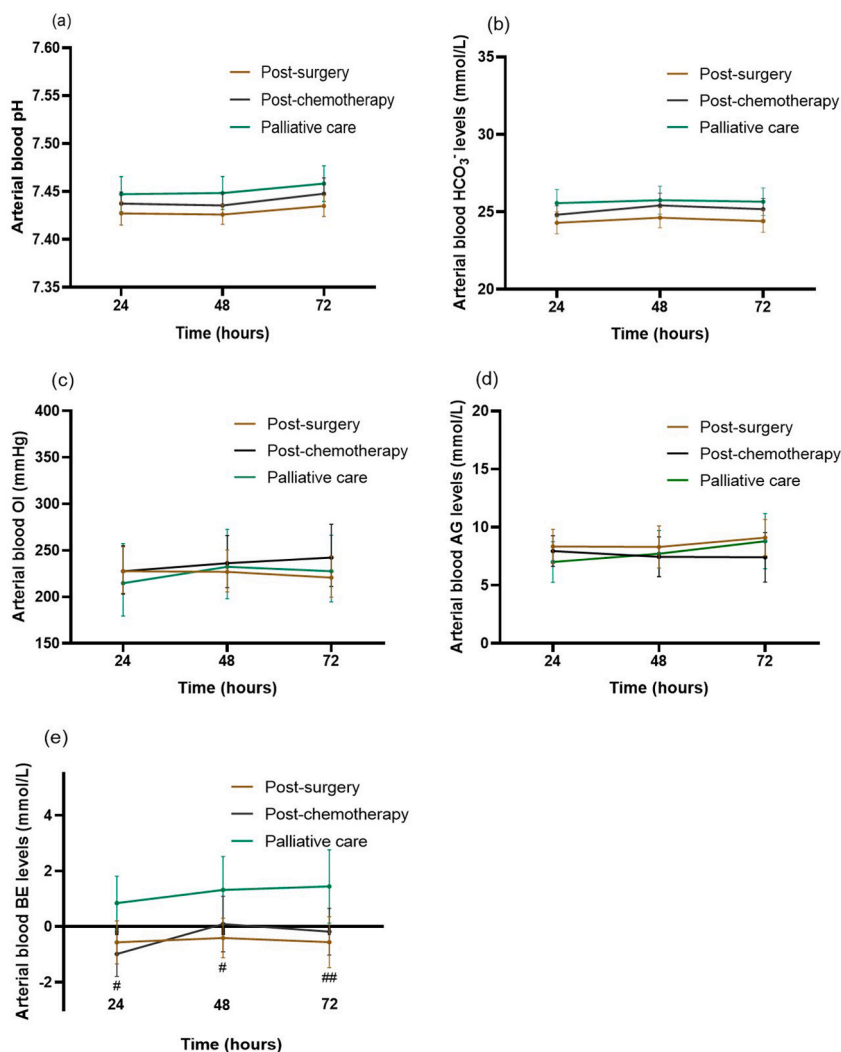 (a)
7.60
7.55
7.50
7.45
7.40
7.35
Arterial blood pH
Post-surgery
Post-chemotherapy
Palliative care
24 48 72
Time (hours)
(b)
35
30
25
20
Arterial blood HCO₃⁻ levels (mmol/L)
Post-surgery
Post-chemotherapy
Palliative care
24 48 72
Time (hours)
(c)
400
350
300
250
200
150
Arterial blood OI (mmHg)
Post-surgery
Post-chemotherapy
Palliative care
24 48 72
Time (hours)
(d)
20
15
10
5
0
Arterial blood AG levels (mmol/L)
Post-surgery
Post-chemotherapy
Palliative care
24 48 72
Time (hours)
(e)
4
2
0
-2
Arterial blood BE levels (mmol/L)
Post-surgery
Post-chemotherapy
Palliative care
# # ##
24 48 72
Time (hours)